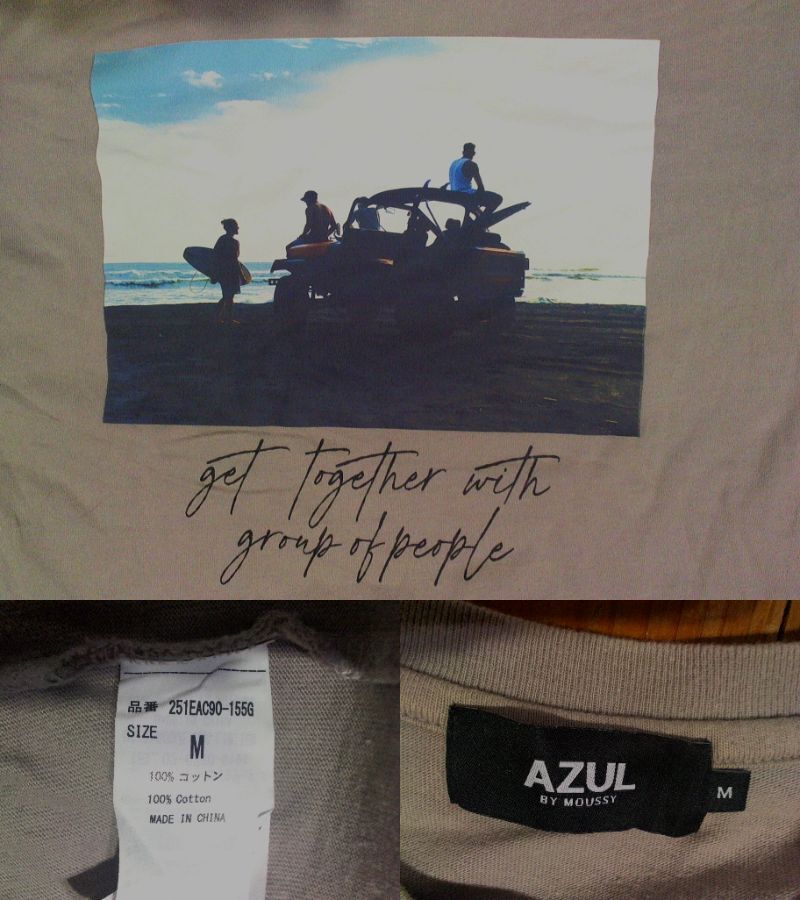 get together with
group of people
品番 251EAC90-155G
SIZE
M
100% コットン
100% Cotton
MADE IN CHINA
AZUL
BY MOUSSY
M